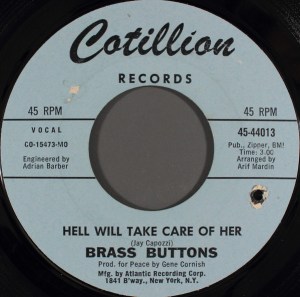 Cotillion
RECORDS
45 RPM
45 RPM
VOCAL
CO-15473-MO
Engineered by
Adrian Barber
45-44013
Pub., Zipner, BMI
Time: 3.00
Arranged by
Arif Mardin
HELL WILL TAKE CARE OF HER
(Jay Capozzi)
BRASS BUTTONS
Prod. for Peace by Gene Cornish
Mfg. by Atlantic Recording Corp.
1841 B'way., New York, N.Y.